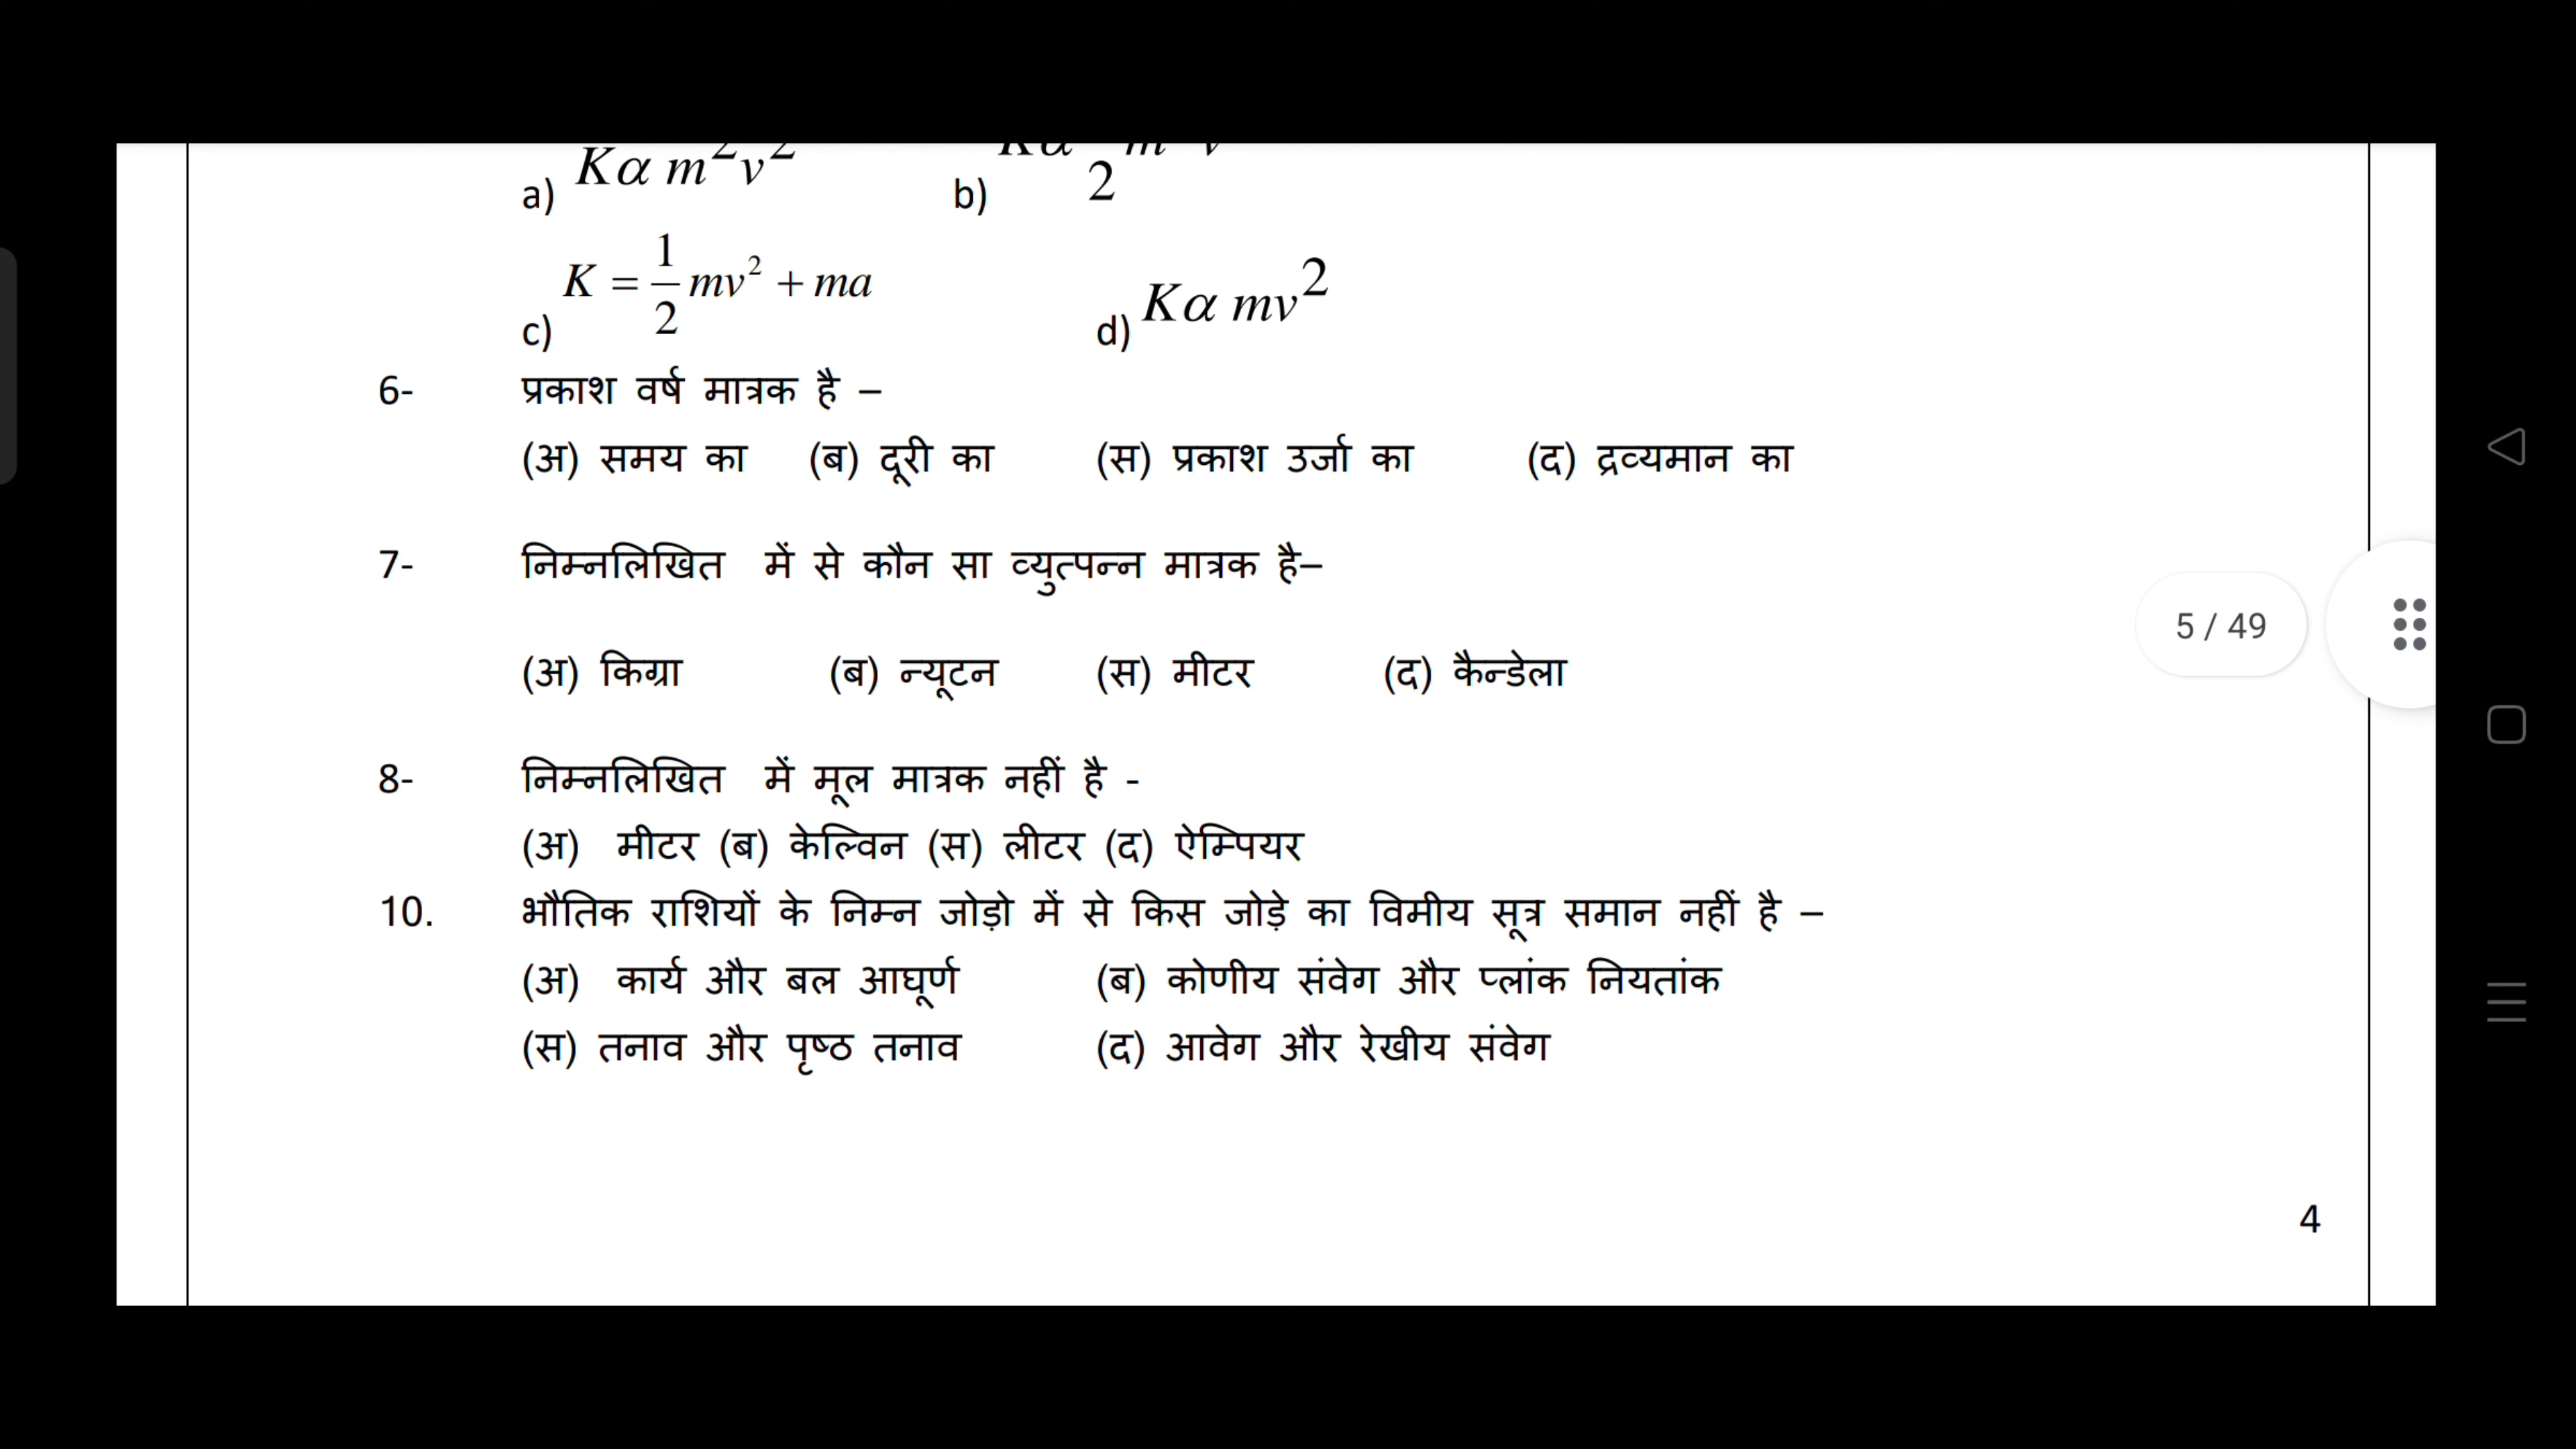 a) Kα m²v² b) 2
c) K = 1/2 mv² + ma d) Kα mv²
6- प्रकाश वर्ष मात्रक है –
(अ) समय का (ब) दूरी का (स) प्रकाश उर्जा का (द) द्रव्यमान का
7- निम्नलिखित में से कौन सा व्युत्पन्न मात्रक है–
5 / 49
(अ) किग्रा (ब) न्यूटन (स) मीटर (द) कैन्डेला
8- निम्नलिखित में मूल मात्रक नहीं है -
(अ) मीटर (ब) केल्विन (स) लीटर (द) ऐम्पियर
10. भौतिक राशियों के निम्न जोड़ो में से किस जोड़े का विमीय सूत्र समान नहीं है –
(अ) कार्य और बल आघूर्ण (ब) कोणीय संवेग और प्लांक नियतांक
(स) तनाव और पृष्ठ तनाव (द) आवेग और रेखीय संवेग
4